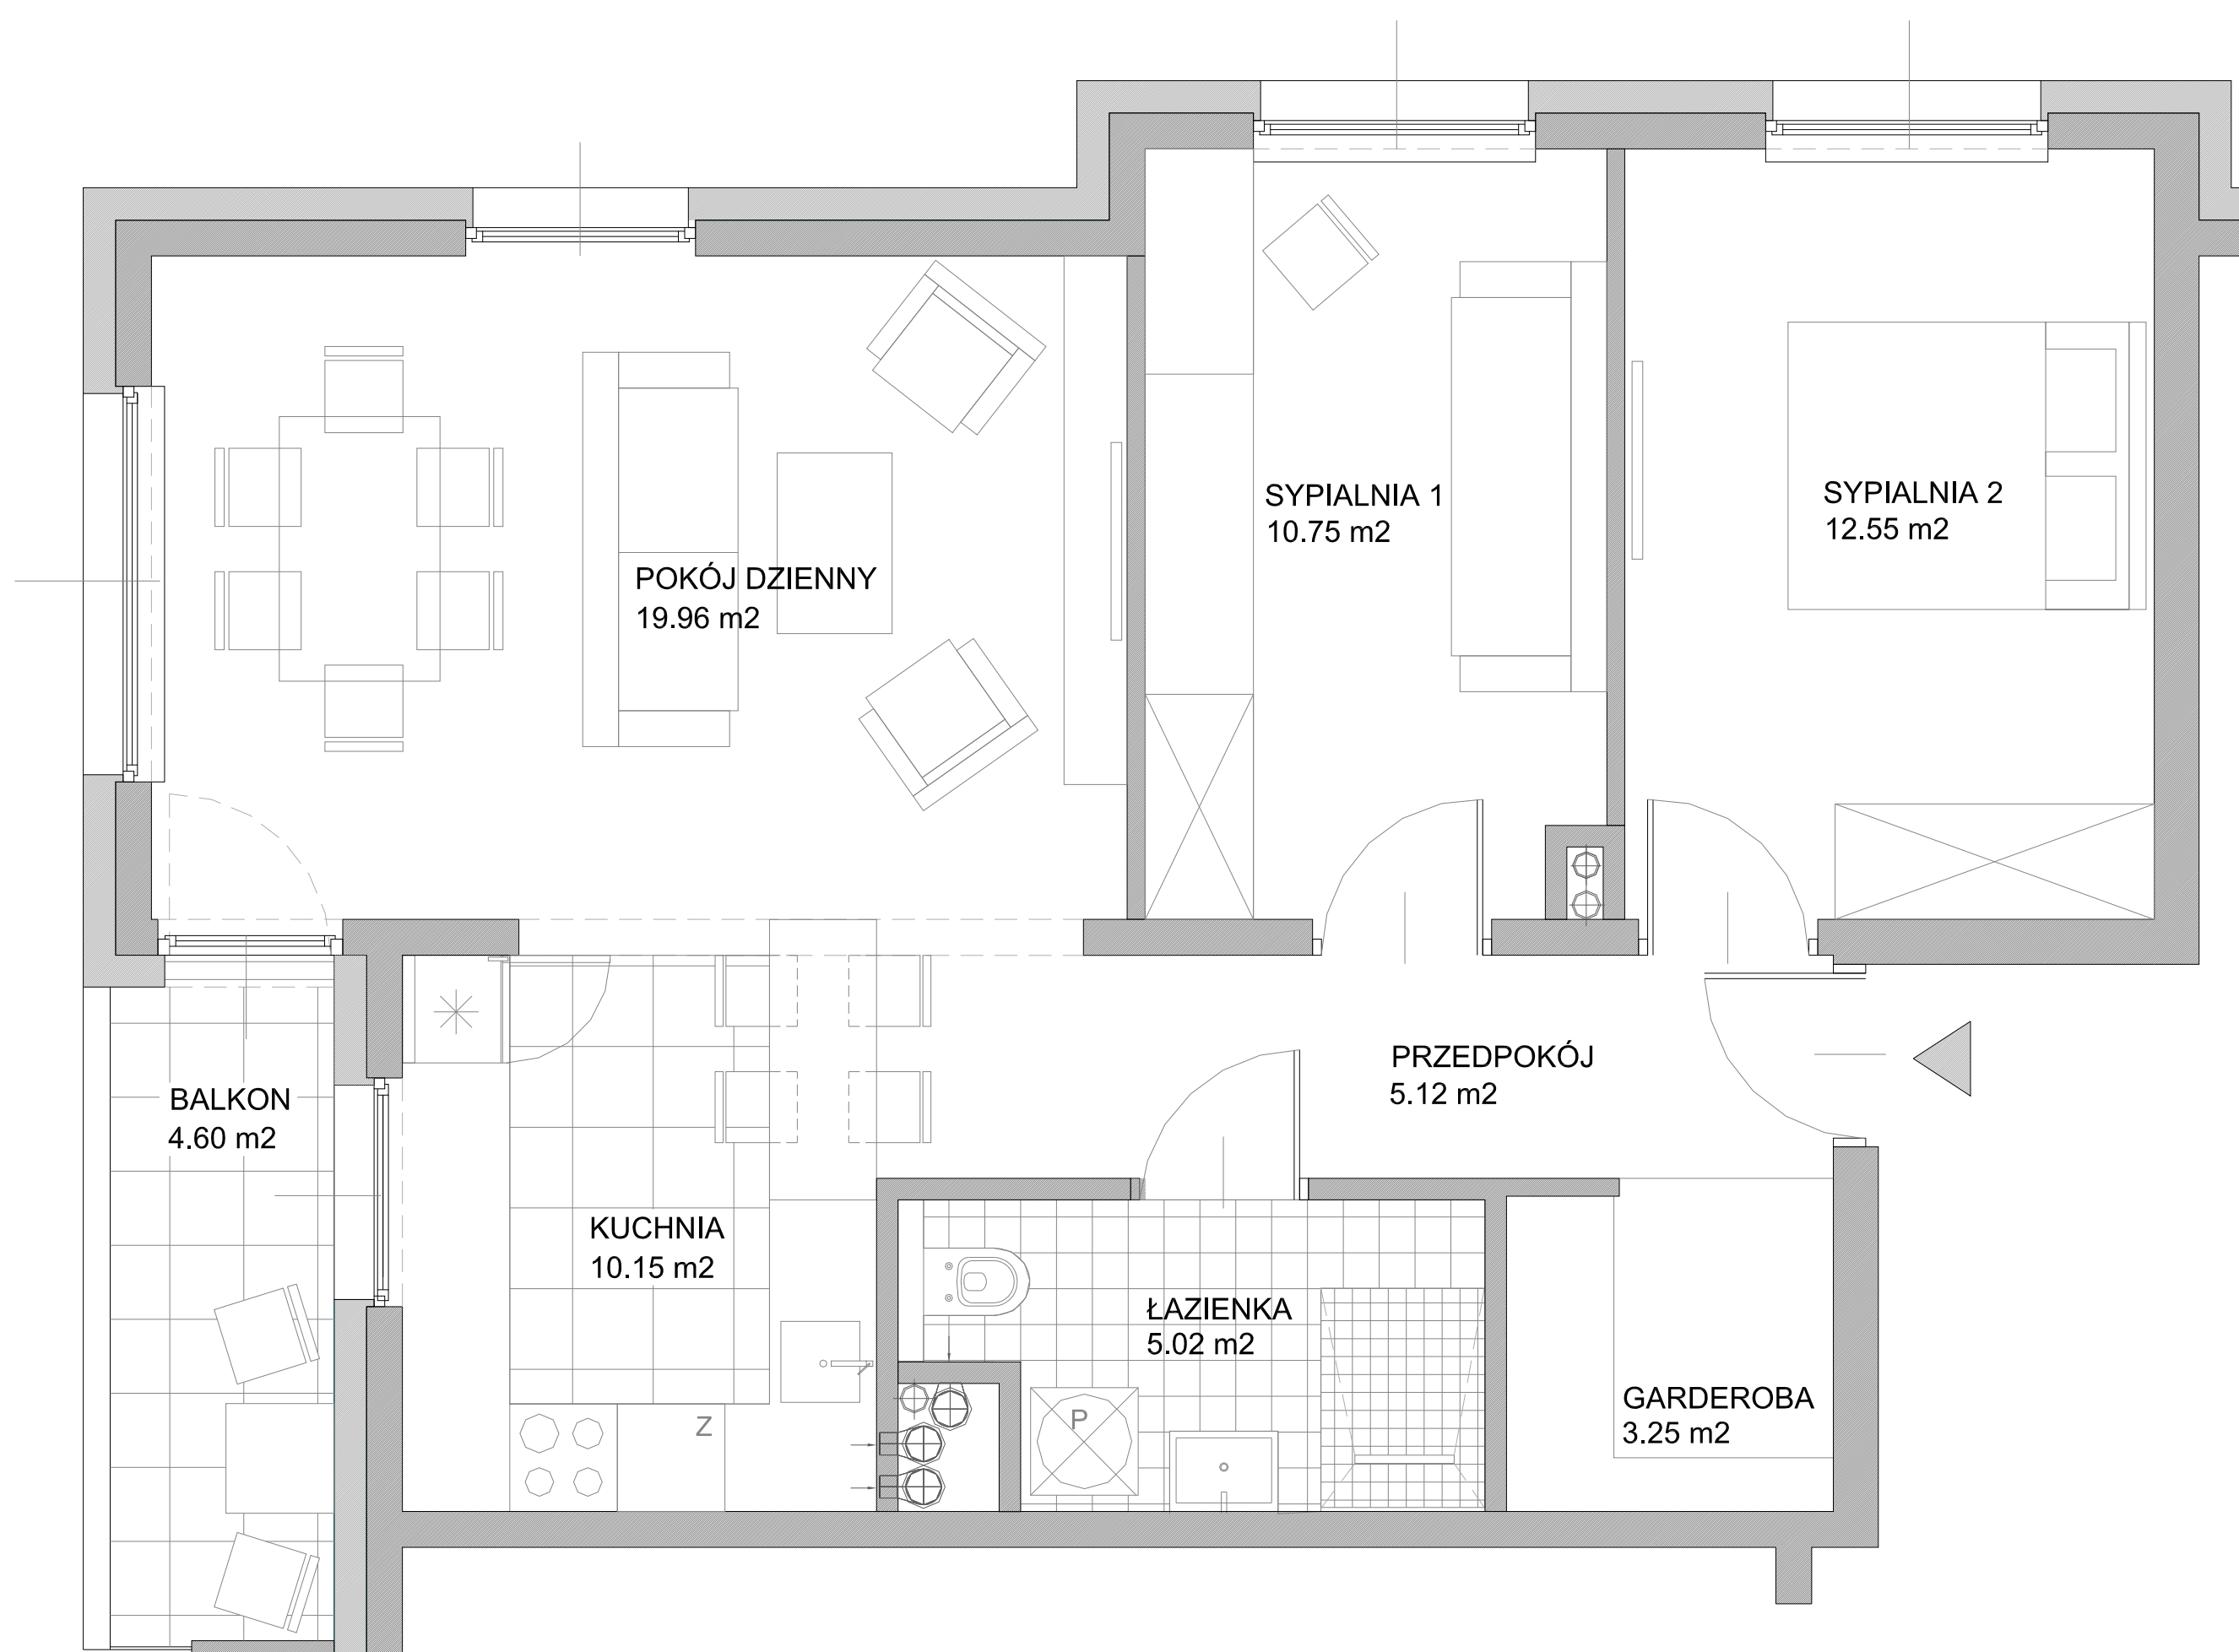 SYPIALNIA 1
10.75 m2
SYPIALNIA 2
12.55 m2
POKÓJ DZIENNY
19.96 m2
PRZEDPOKÓJ
5.12 m2
BALKON
4.60 m2
KUCHNIA
10.15 m2
ŁAZIENKA
5.02 m2
GARDEROBA
3.25 m2
P
Z